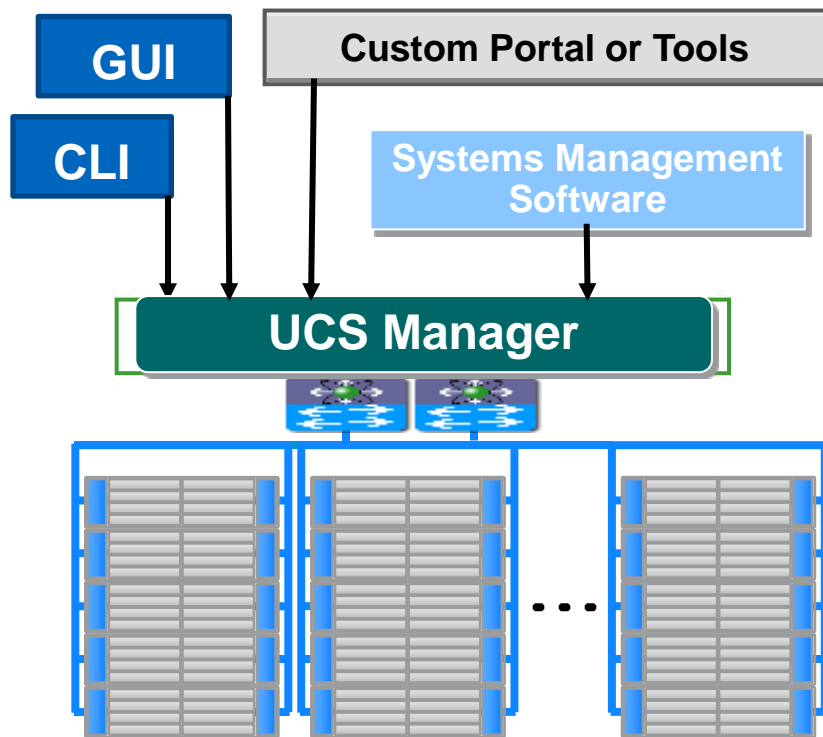 GUI
Custom Portal or Tools
CLI
Systems Management
Software
UCS Manager